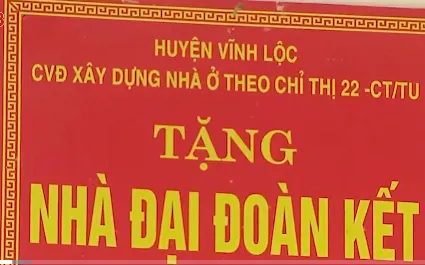 HUYỆN VĨNH LỘC
CVĐ XÂY DỰNG NHÀ Ở THEO CHỈ THỊ 22 -CT/TU
TẶNG
NHÀ ĐẠI ĐOÀN KẾT